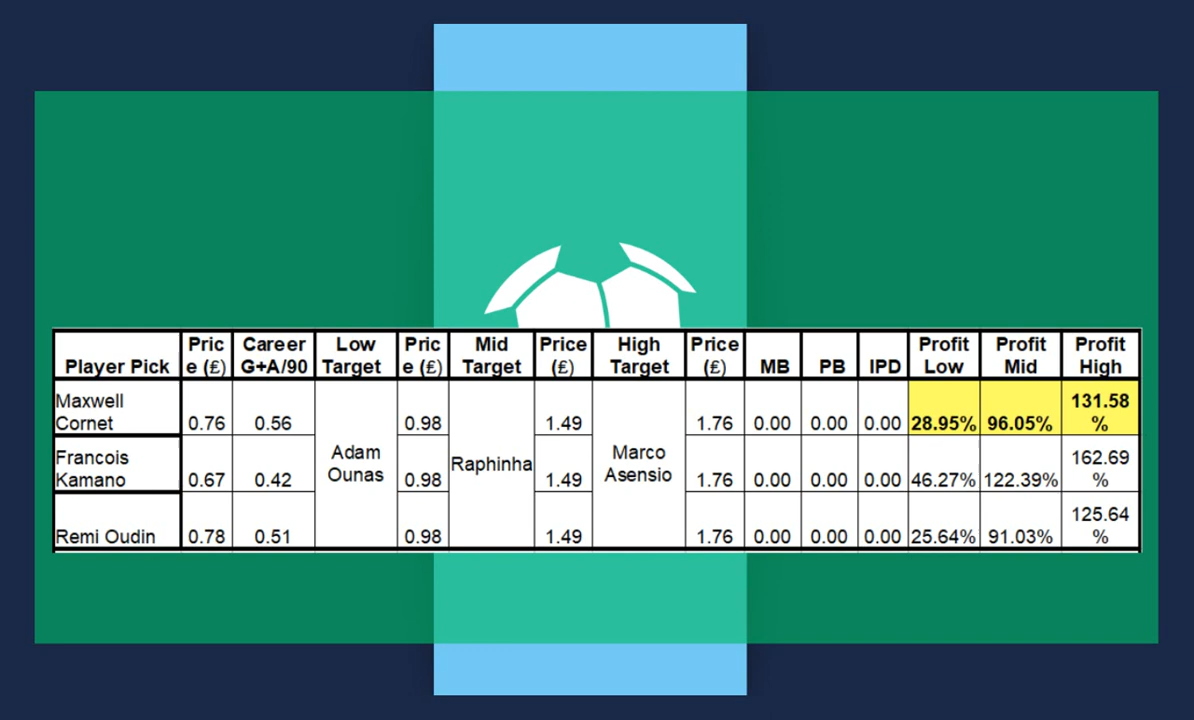 Player Pick Pric e (£) Career G+A/90 Low Target Pric e (£) Mid Target Price (£) High Target Price (£) MB PB IPD Profit Low Profit Mid Profit High
Maxwell Cornet 0.76 0.56 Adam Ounas 0.98 Raphinha 1.49 Marco Asensio 1.76 0.00 0.00 0.00 28.95% 96.05% 131.58 %
Francois Kamano 0.67 0.42 0.98 1.49 1.76 0.00 0.00 0.00 46.27% 122.39% 162.69 %
Remi Oudin 0.78 0.51 0.98 1.49 1.76 0.00 0.00 0.00 25.64% 91.03% 125.64 %